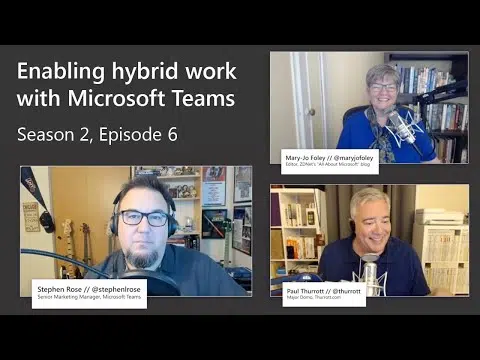 Enabling hybrid work
with Microsoft Teams
Season 2, Episode 6
Mary-Jo Foley // @maryjofoley
Editor, ZDNet's "All About Microsoft" blog
Stephen Rose // @stephenlrose
Senior Marketing Manager, Microsoft Teams
Paul Thurrott // @thurrott
Major Domo, Thurrott.com